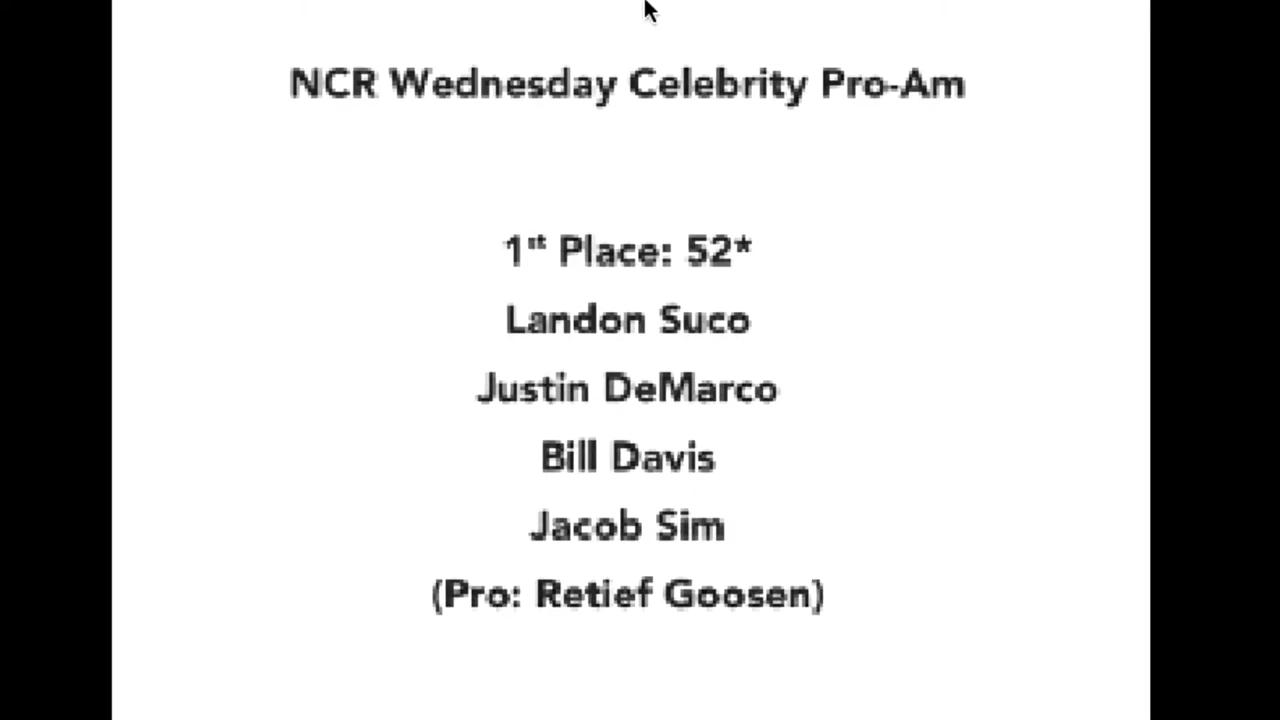 NCR Wednesday Celebrity Pro-Am
1st Place: 52*
Landon Suco
Justin DeMarco
Bill Davis
Jacob Sim
(Pro: Retief Goosen)